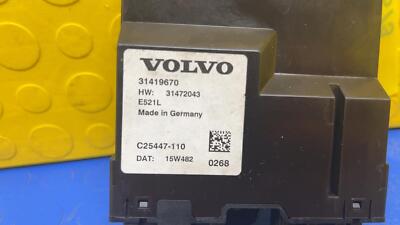 VOLVO
31419670
HW: 31472043
E521L
Made in Germany
C25447-110
DAT: 15W482 0268